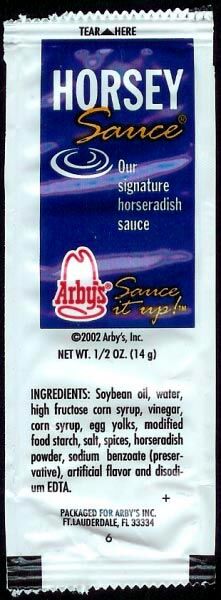 TEAR▲HERE
HORSEY
Sauce®
Our
signature
horseradish
sauce
Arby's®
Sauce
it up!™
©2002 Arby's, Inc.
NET WT. 1/2 OZ. (14 g)
INGREDIENTS: Soybean oil, water,
high fructose corn syrup, vinegar,
corn syrup, egg yolks, modified
food starch, salt, spices, horseradish
powder, sodium benzoate (preser-
vative), artificial flavor and disodi-
um EDTA.
+
PACKAGED FOR ARBY'S INC.
FT.LAUDERDALE, FL 33334
6